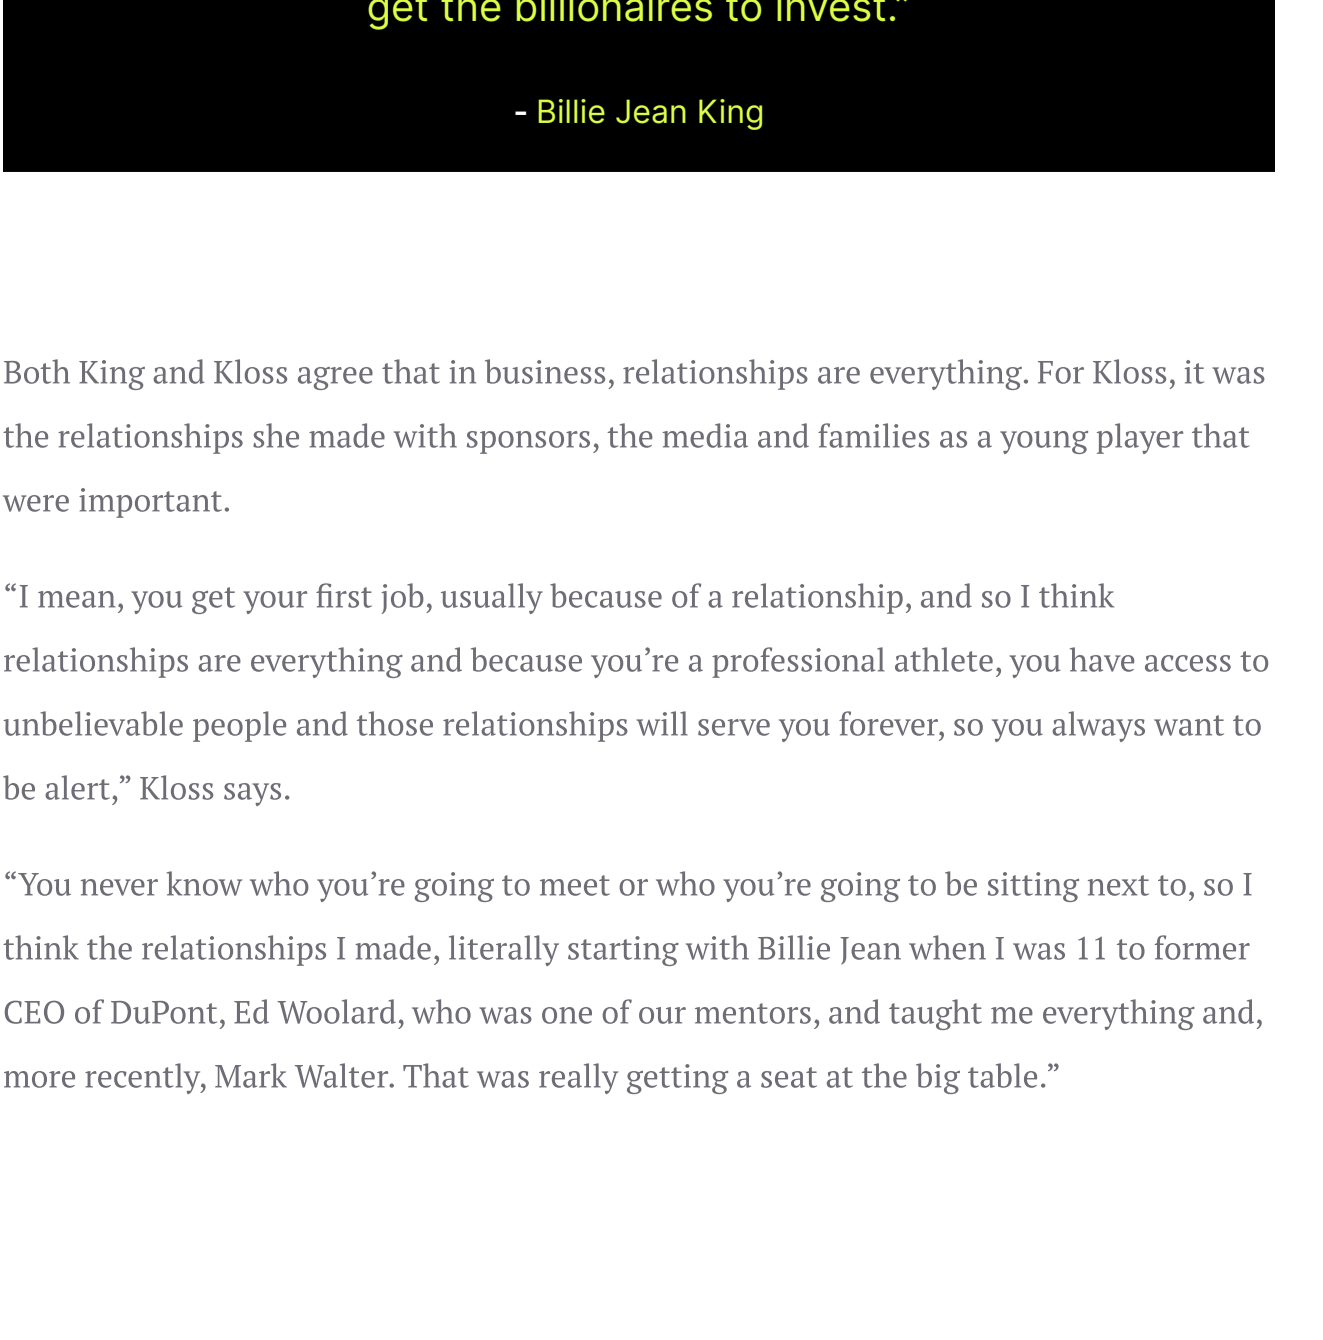 get the billionaires to invest.”
- Billie Jean King
Both King and Kloss agree that in business, relationships are everything. For Kloss, it was
the relationships she made with sponsors, the media and families as a young player that
were important.
“I mean, you get your first job, usually because of a relationship, and so I think
relationships are everything and because you’re a professional athlete, you have access to
unbelievable people and those relationships will serve you forever, so you always want to
be alert,” Kloss says.
“You never know who you’re going to meet or who you’re going to be sitting next to, so I
think the relationships I made, literally starting with Billie Jean when I was 11 to former
CEO of DuPont, Ed Woolard, who was one of our mentors, and taught me everything and,
more recently, Mark Walter. That was really getting a seat at the big table.”